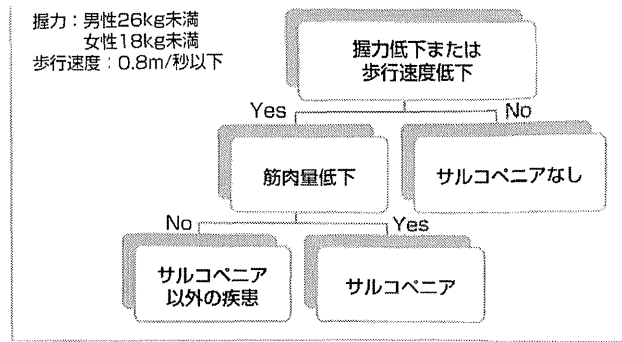 握力：男性26kg未満
女性18kg未満
歩行速度：0.8m/秒以下
握力低下または
歩行速度低下
Yes
No
筋肉量低下
サルコペニアなし
No
Yes
サルコペニア
以外の疾患
サルコペニア